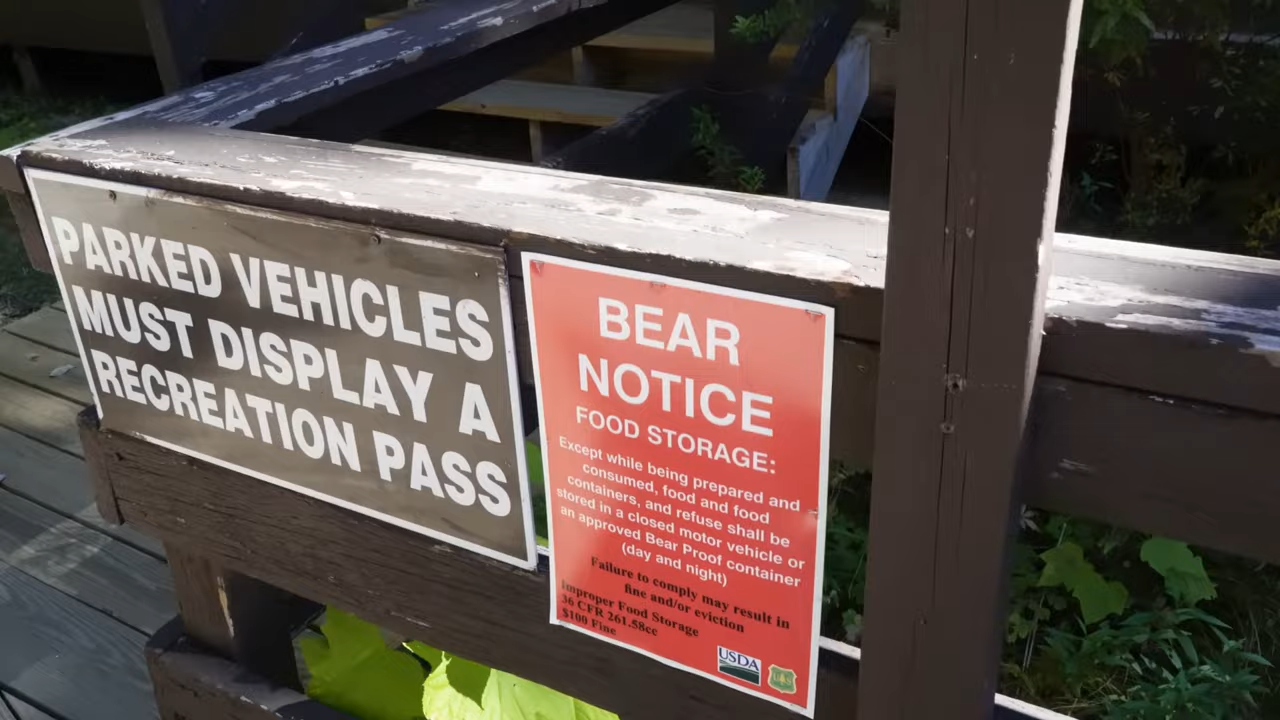 PARKED VEHICLES
MUST DISPLAY A
RECREATION PASS
BEAR
NOTICE
FOOD STORAGE:
Except while being prepared and
consumed, food and food
containers, and refuse shall be
stored in a closed motor vehicle or
an approved Bear Proof container
(day and night)
Failure to comply may result in
fine and/or eviction
Improper Food Storage
36 CFR 261.58cc
$100 Fine
USDA